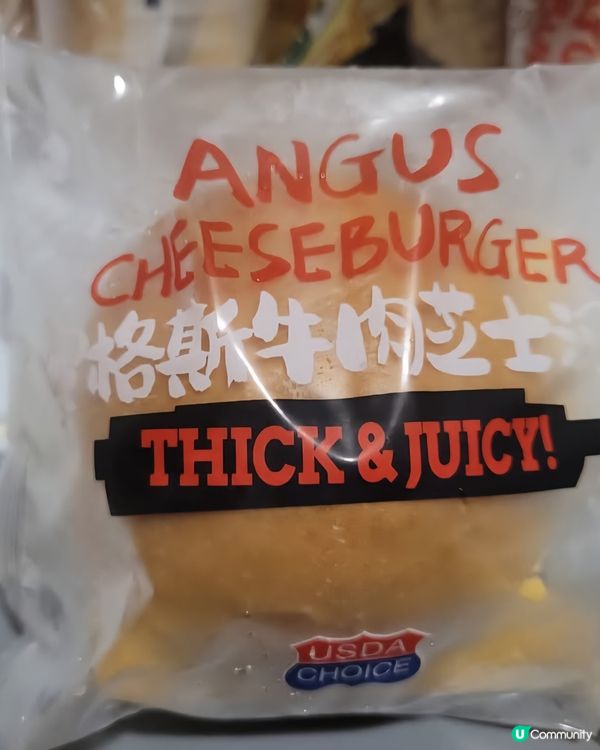 ANGUS
CHEESEBURGER
格斯牛肉芝士
THICK & JUICY!
USDA
CHOICE
U Community